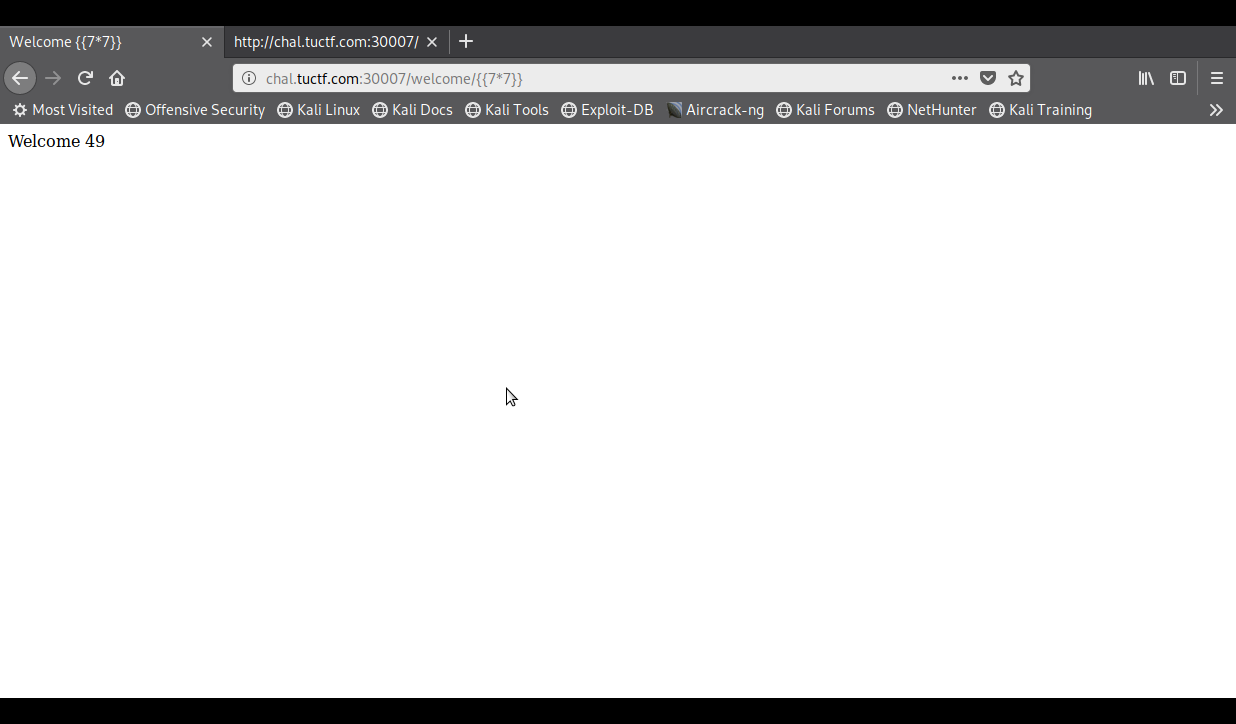 Welcome {{7*7}} http://chal.tuctf.com:30007/
chal.tuctf.com:30007/welcome/{{7*7}}
Most Visited Offensive Security Kali Linux Kali Docs Kali Tools Exploit-DB Aircrack-ng Kali Forums NetHunter Kali Training
Welcome 49